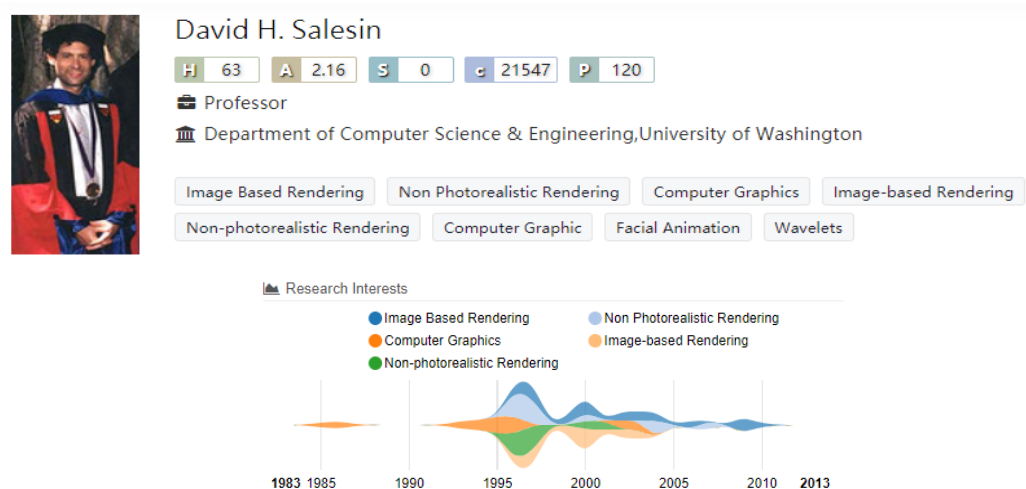 David H. Salesin
H 63 A 2.16 S 0 c 21547 P 120
Professor
Department of Computer Science & Engineering,University of Washington
Image Based Rendering Non Photorealistic Rendering Computer Graphics Image-based Rendering
Non-photorealistic Rendering Computer Graphic Facial Animation Wavelets
Research Interests
Image Based Rendering Non Photorealistic Rendering
Computer Graphics Image-based Rendering
Non-photorealistic Rendering
1983 1985 1990 1995 2000 2005 2010 2013